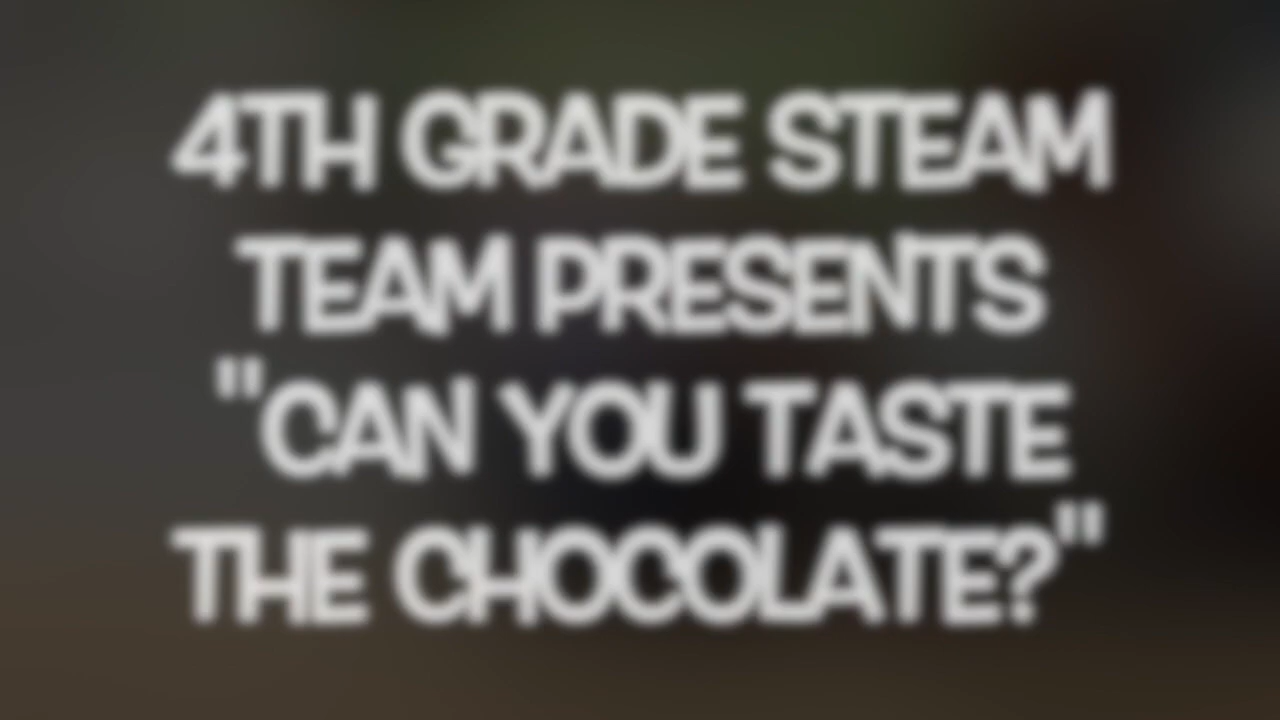 4TH GRADE STEAM
TEAM PRESENTS
"CAN YOU TASTE
THE CHOCOLATE?"